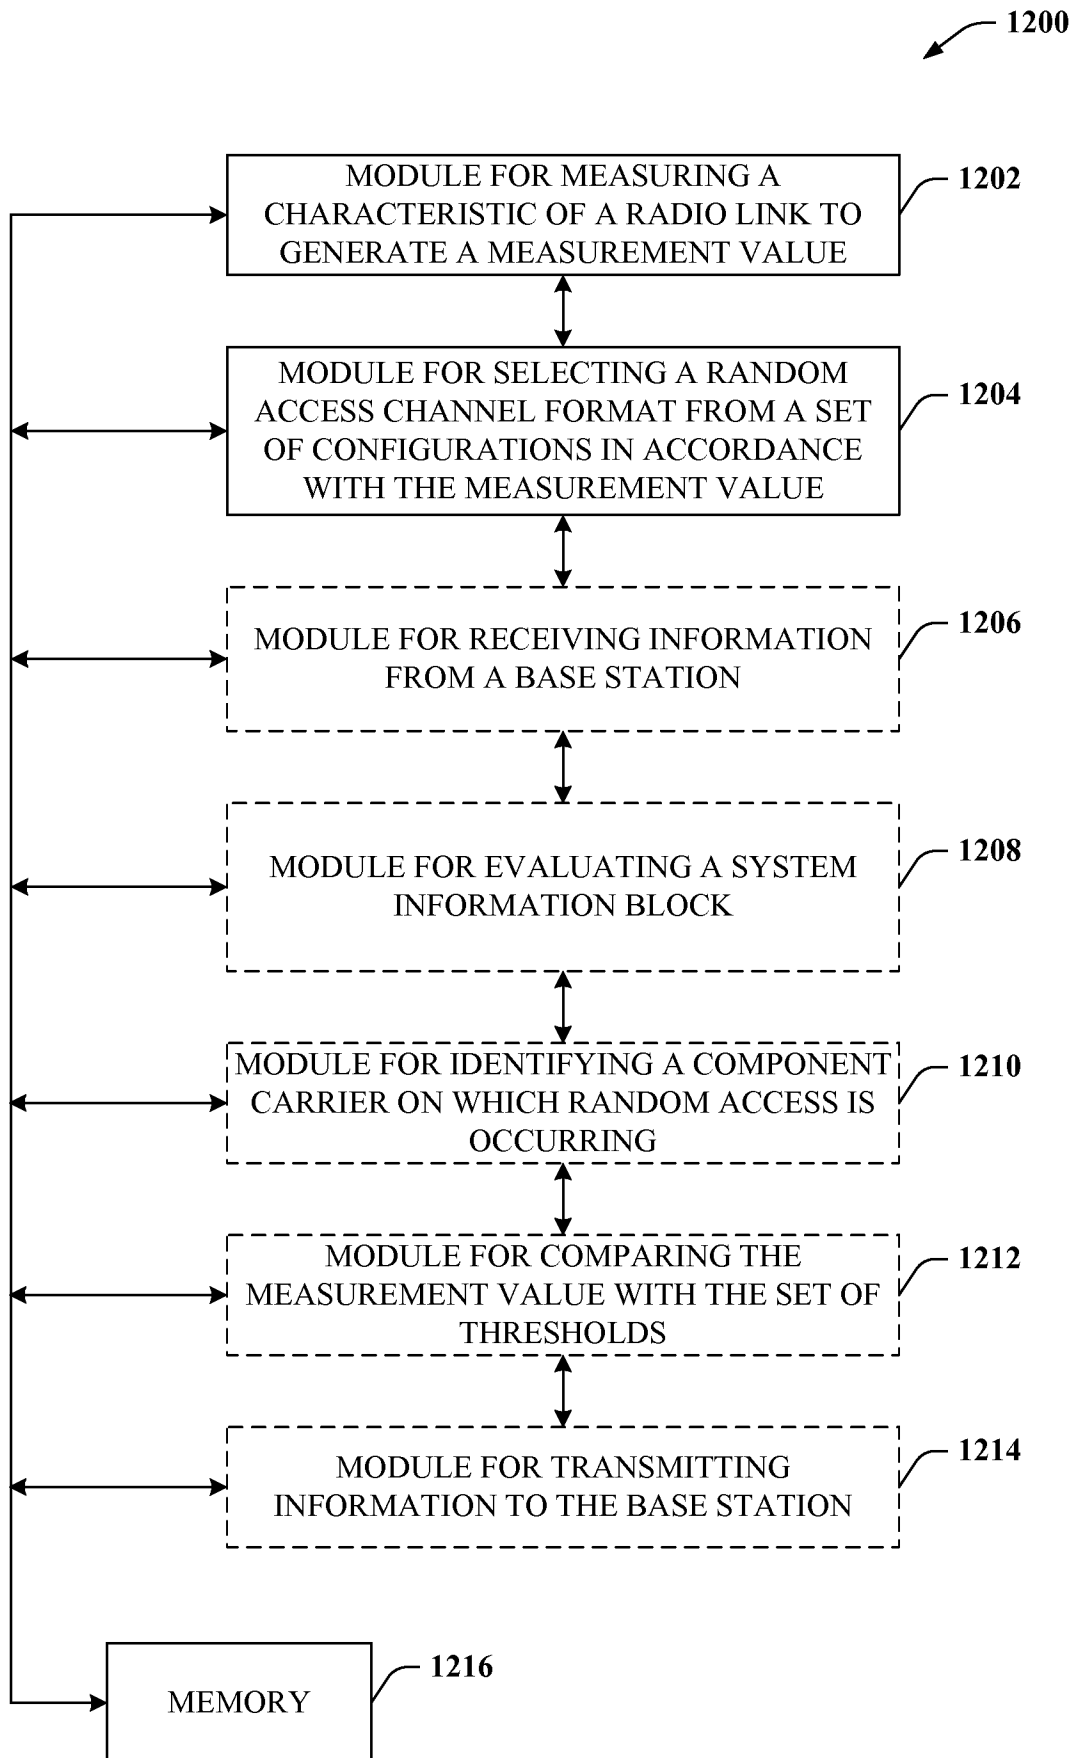 1200
MODULE FOR MEASURING A
CHARACTERISTIC OF A RADIO LINK TO
GENERATE A MEASUREMENT VALUE
1202
MODULE FOR SELECTING A RANDOM
ACCESS CHANNEL FORMAT FROM A SET
OF CONFIGURATIONS IN ACCORDANCE
WITH THE MEASUREMENT VALUE
1204
MODULE FOR RECEIVING INFORMATION
FROM A BASE STATION
1206
MODULE FOR EVALUATING A SYSTEM
INFORMATION BLOCK
1208
MODULE FOR IDENTIFYING A COMPONENT
CARRIER ON WHICH RANDOM ACCESS IS
OCCURRING
1210
MODULE FOR COMPARING THE
MEASUREMENT VALUE WITH THE SET OF
THRESHOLDS
1212
MODULE FOR TRANSMITTING
INFORMATION TO THE BASE STATION
1214
MEMORY
1216